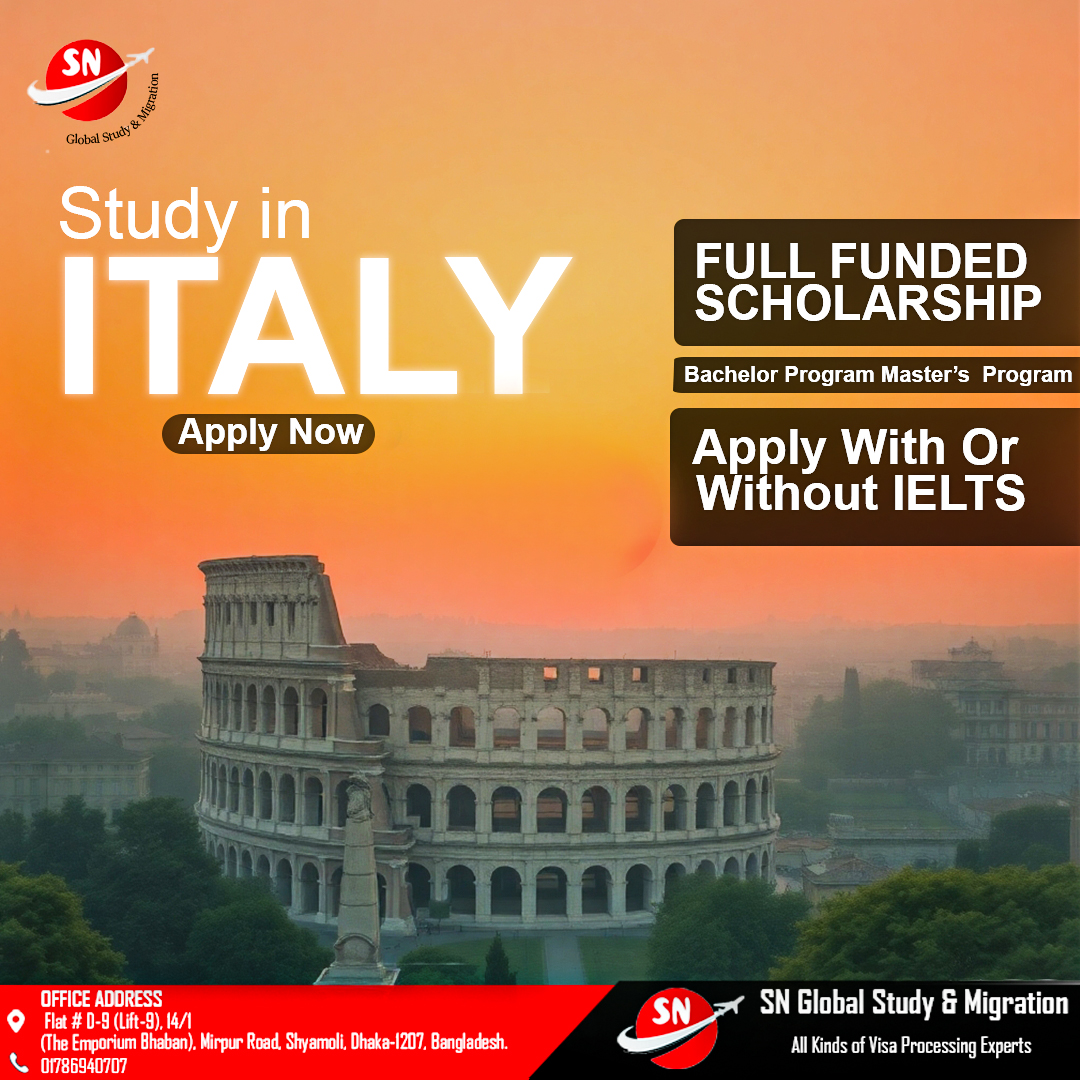 SN
Global Study & Migration
Study in
ITALY
Apply Now
FULL FUNDED
SCHOLARSHIP
Bachelor Program Master's  Program
Apply With Or
Without IELTS
OFFICE ADDRESS
Flat # D-9 (Lift-9), 14/1
(The Emporium Bhaban), Mirpur Road, Shyamoli, Dhaka-1207, Bangladesh.
01786940707
SN
SN Global Study & Migration
All Kinds of Visa Processing Experts